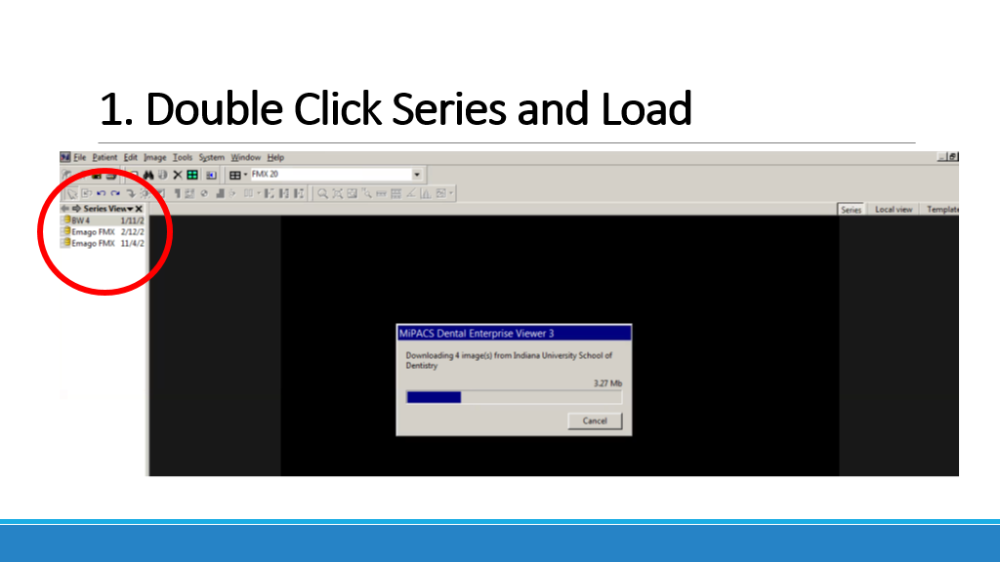 1. Double Click Series and Load
File Patient Edit Image Tools System Window Help
FMX 20
Series View
Series Local view Template
BW 4 1/11/2
Emago FMX 2/12/2
Emago FMX 11/4/2
MiPACS Dental Enterprise Viewer 3
Downloading 4 image(s) from Indiana University School of
Dentistry
3.27 Mb
Cancel